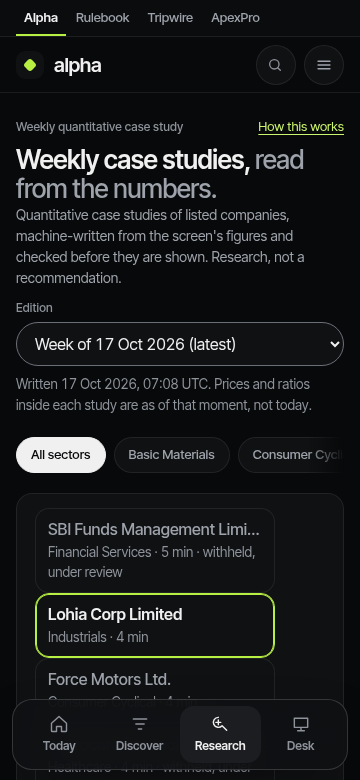 Alpha Rulebook Tripwire ApexPro
alpha
Weekly quantitative case study How this works
Weekly case studies, read
from the numbers.
Quantitative case studies of listed companies,
machine-written from the screen's figures and
checked before they are shown. Research, not a
recommendation.
Edition
Week of 17 Oct 2026 (latest)
Written 17 Oct 2026, 07:08 UTC. Prices and ratios
inside each study are as of that moment, not today.
All sectors Basic Materials Consumer Cycli
SBI Funds Management Limi...
Financial Services · 5 min · withheld,
under review
Lohia Corp Limited
Industrials · 4 min
Force Motors Ltd.
Today Discover Research Desk